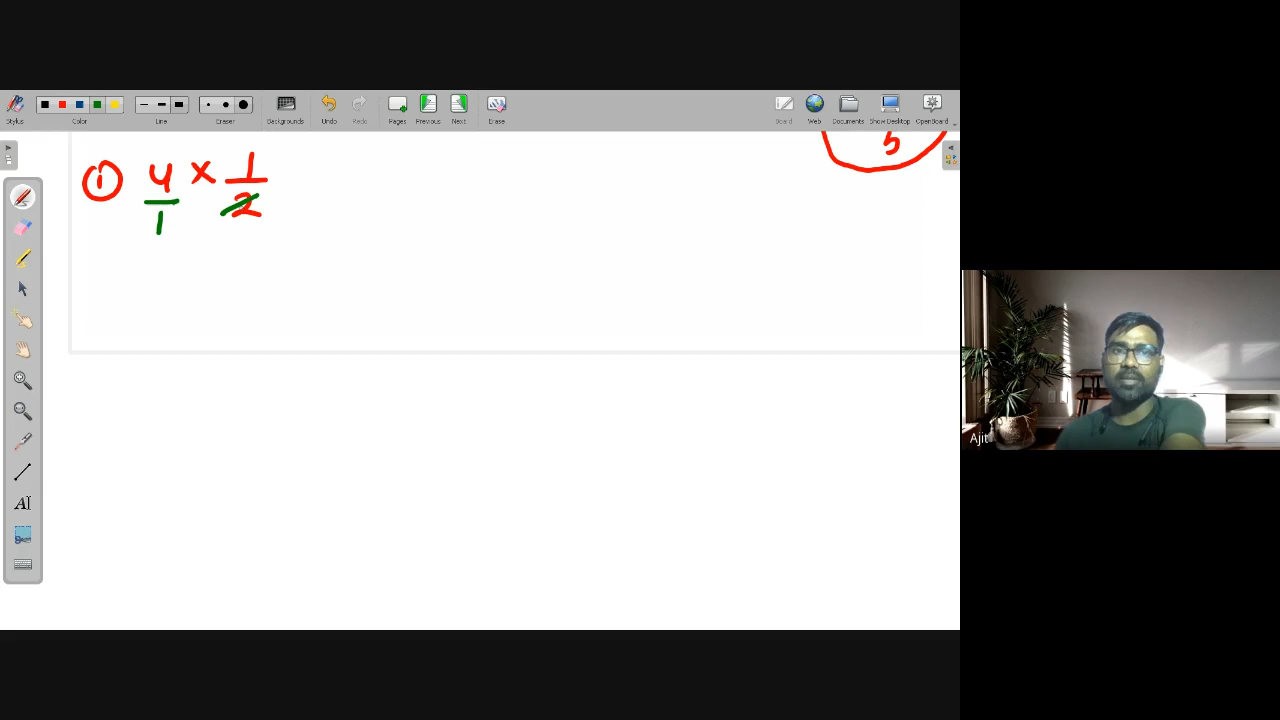 Stylus Color Line Eraser Backgrounds Undo Redo Pages Previous Next Erase Board Web Documents Show Desktop OpenBoard
5
① 4/1 × 1/2
AI
Ajit